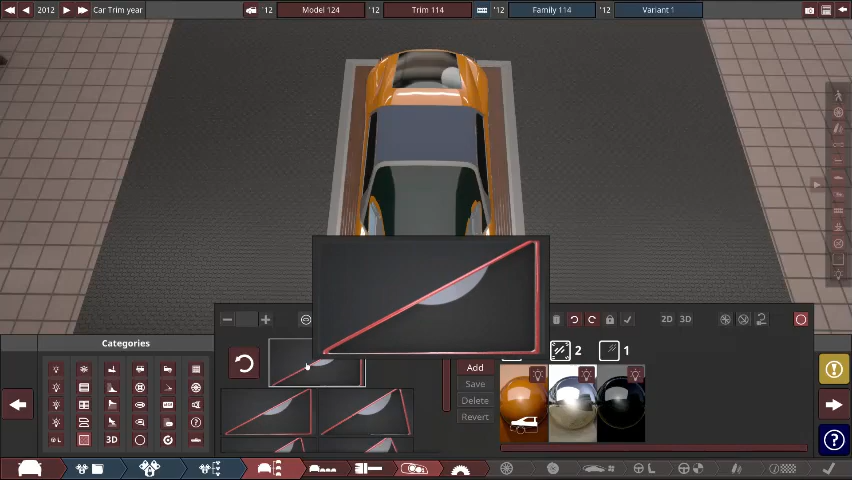 2012 Car Trim year '12 Model 124 '12 Trim 114 '12 Family 114 '12 Variant 1
2D 3D
Categories
2 1
Add
Save
Delete
Revert
L 3D
L